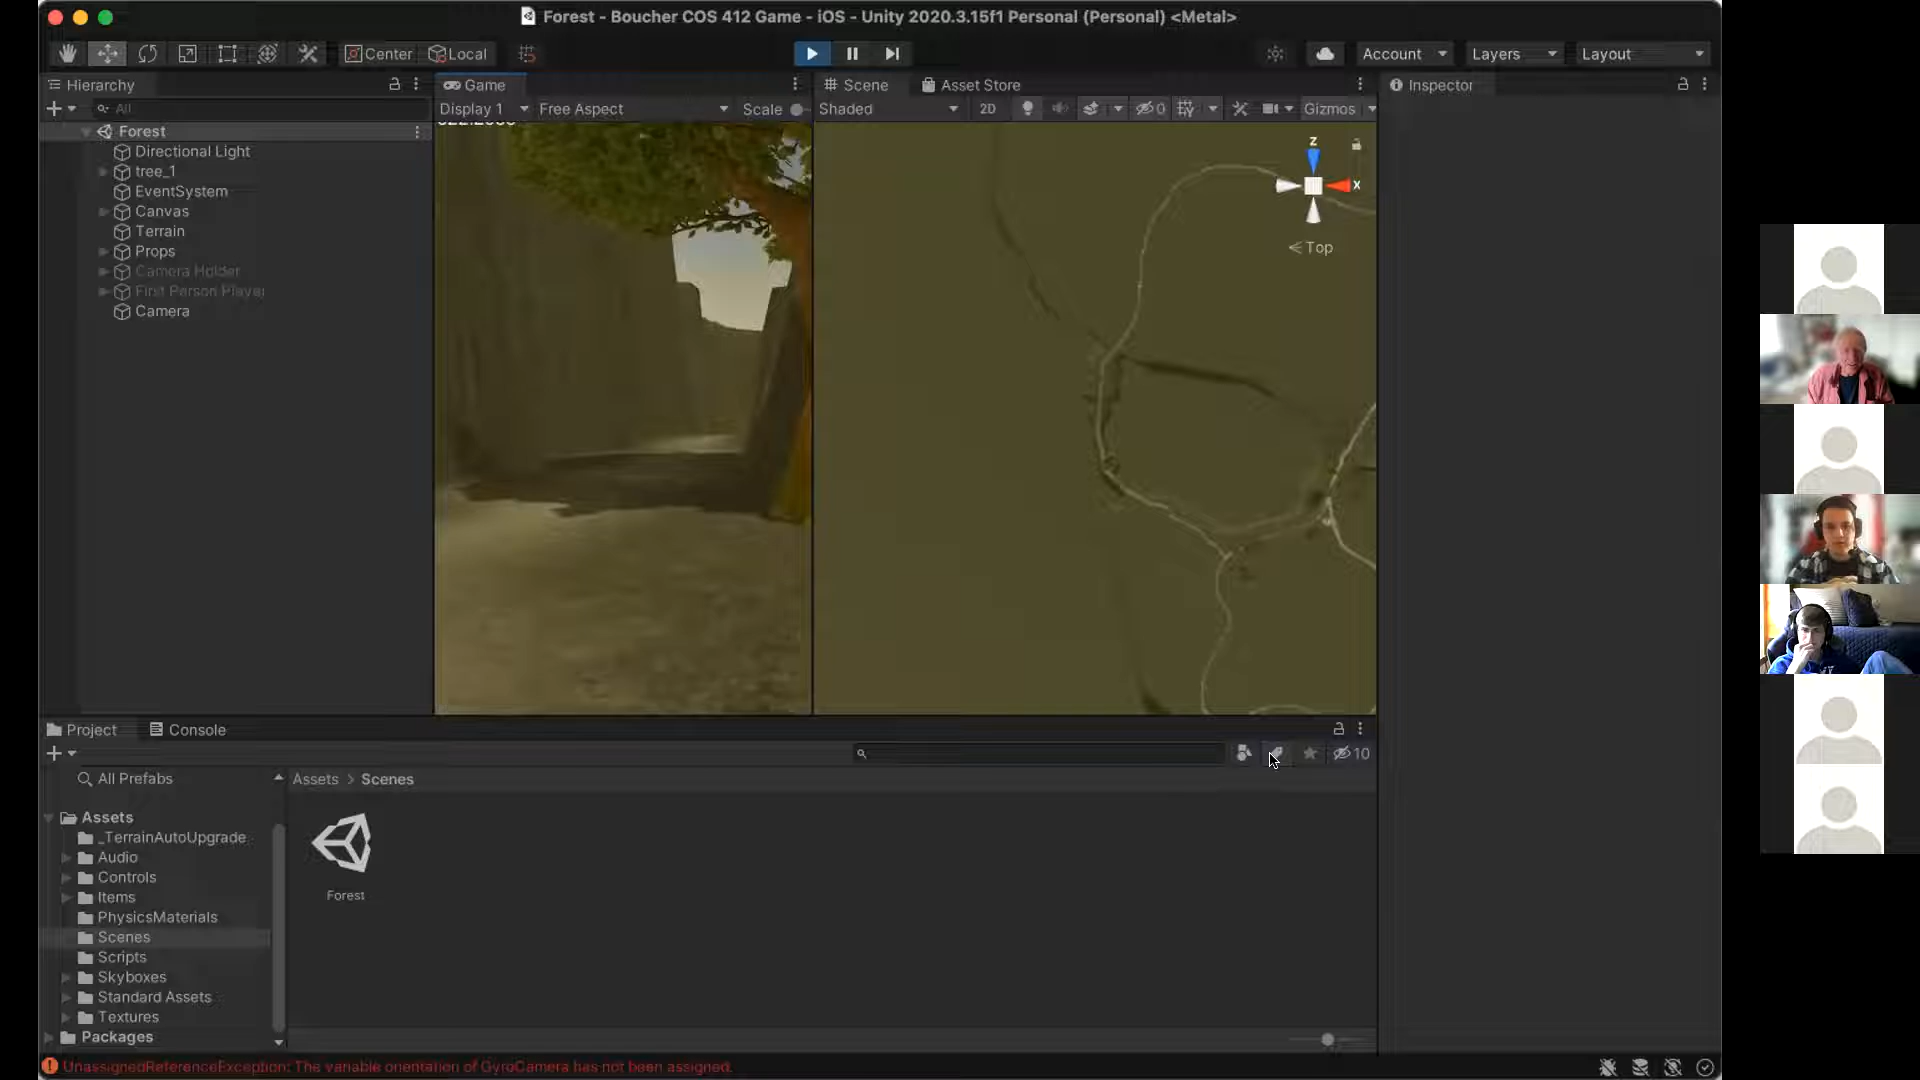 Forest - Boucher COS 412 Game - iOS - Unity 2020.3.15f1 Personal (Personal) <Metal>
Center
Local
Account
Layers
Layout
Hierarchy
Game
Scene
Asset Store
Inspector
All
Display 1
Free Aspect
Scale
Shaded
2D
0
Gizmos
Forest
Directional Light
tree_1
EventSystem
Canvas
Terrain
Props
Camera Holder
First Person Player
Camera
z
x
Top
Project
Console
10
All Prefabs
Assets > Scenes
Assets
_TerrainAutoUpgrade
Audio
Controls
Items
PhysicsMaterials
Scenes
Scripts
Skyboxes
Standard Assets
Textures
Packages
Forest
UnassignedReferenceException: The variable orientation of GyroCamera has not been assigned.